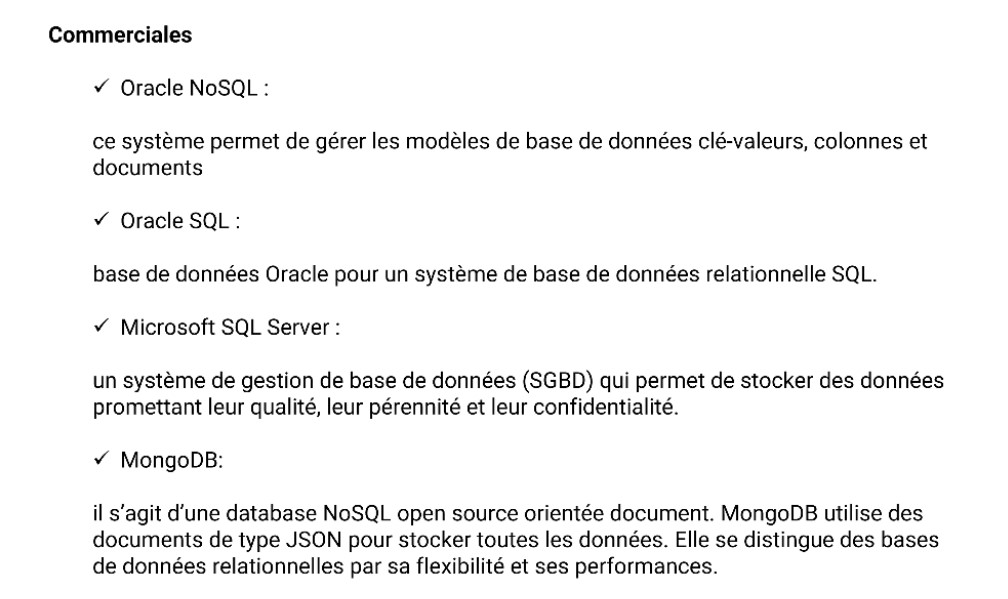 Commerciales
✓ Oracle NoSQL :
ce système permet de gérer les modèles de base de données clé-valeurs, colonnes et
documents
✓ Oracle SQL :
base de données Oracle pour un système de base de données relationnelle SQL.
✓ Microsoft SQL Server :
un système de gestion de base de données (SGBD) qui permet de stocker des données
promettant leur qualité, leur pérennité et leur confidentialité.
✓ MongoDB:
il s’agit d’une database NoSQL open source orientée document. MongoDB utilise des
documents de type JSON pour stocker toutes les données. Elle se distingue des bases
de données relationnelles par sa flexibilité et ses performances.